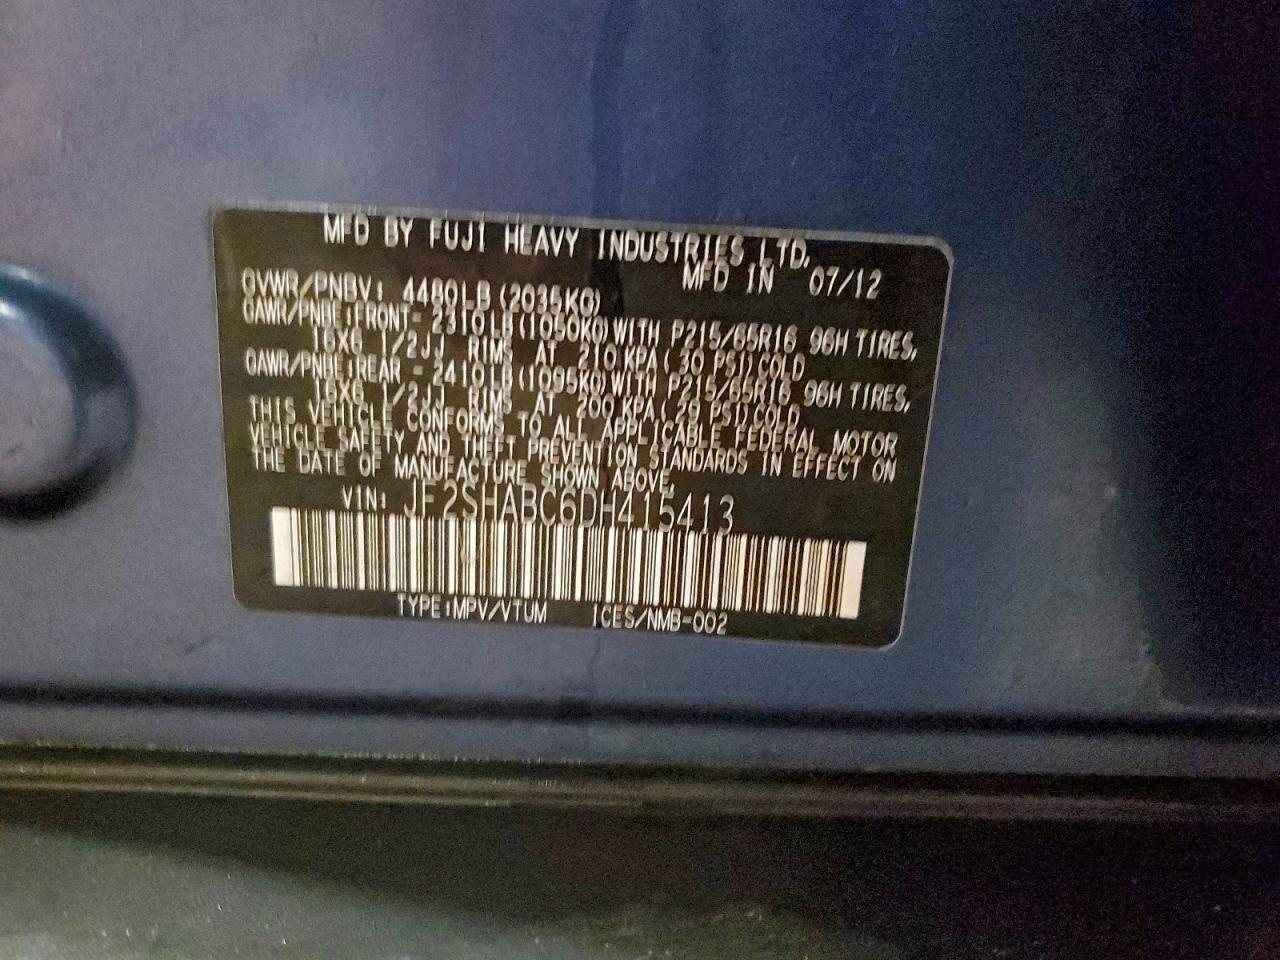 MFD BY FUJI HEAVY INDUSTRIES LTD.
MFD IN 07/12
GVWR/PNBV: 4480LB(2035KG)
GAWR/PNBE:FRONT- 2310LB(1050KG)WITH P215/65R16 96H TIRES,
16X6 1/2JJ RIMS AT 210 KPA( 30 PSI)COLD
GAWR/PNBE:REAR - 2410LB(1095KG)WITH P215/65R16 96H TIRES,
16X6 1/2JJ RIMS AT 200 KPA( 29 PSI)COLD
THIS VEHICLE CONFORMS TO ALL APPLICABLE FEDERAL MOTOR
VEHICLE SAFETY AND THEFT PREVENTION STANDARDS IN EFFECT ON
THE DATE OF MANUFACTURE SHOWN ABOVE.
VIN: JF2SHABC6DH415413
TYPE:MPV/VTUM ICES/NMB-002